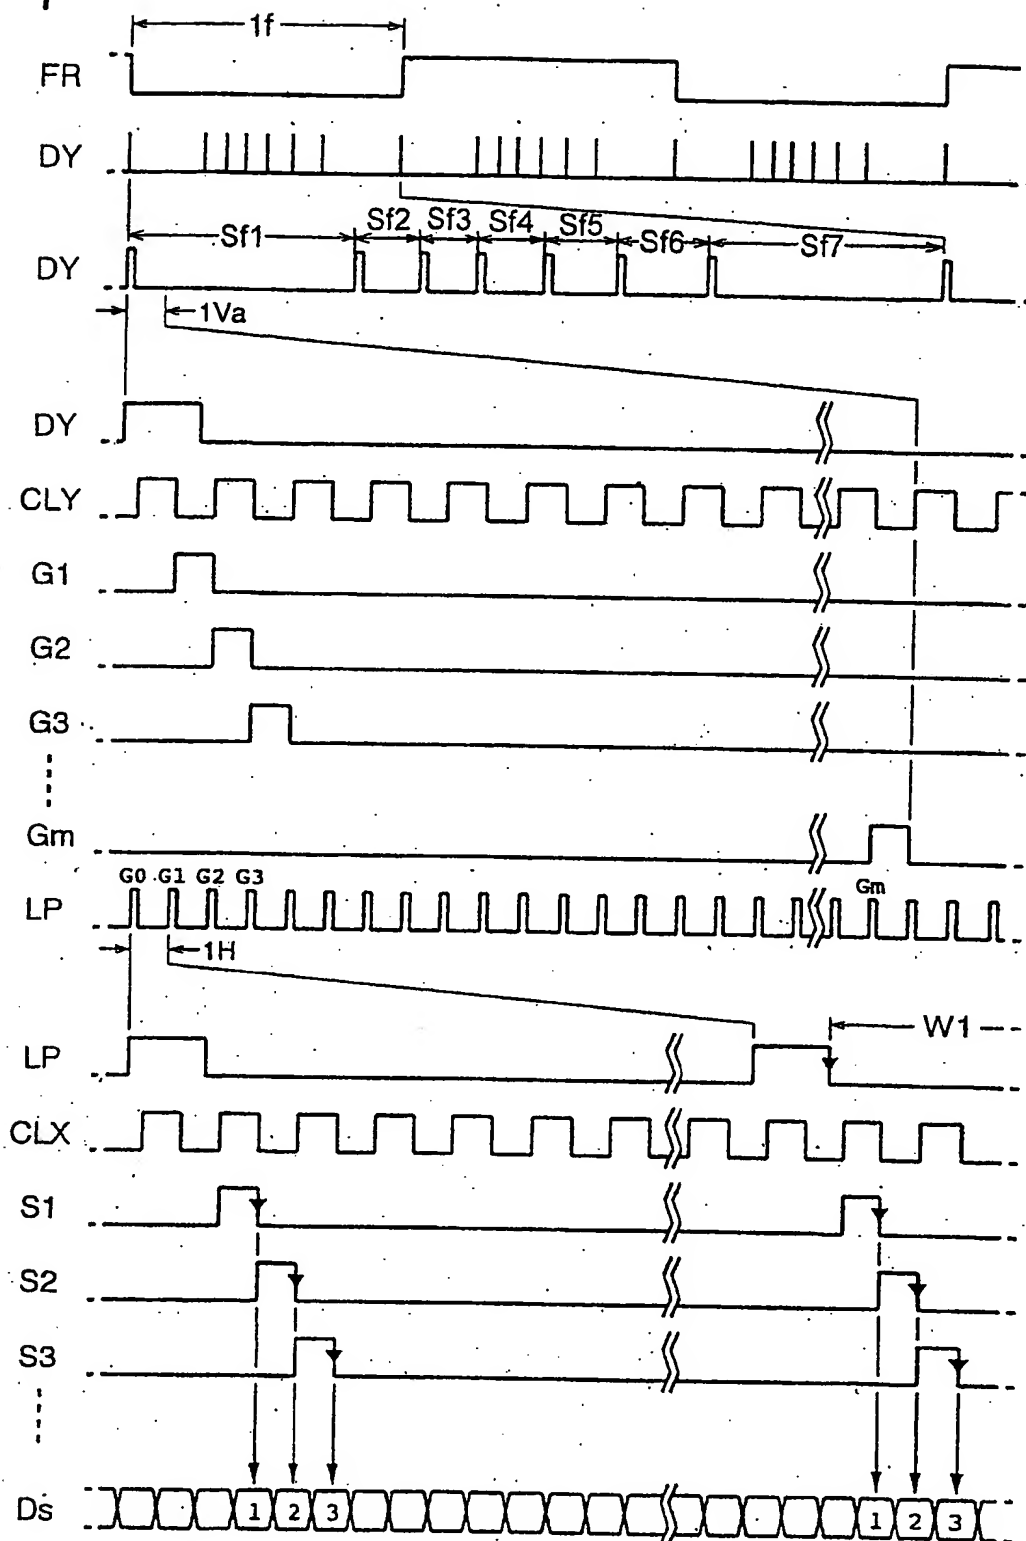 1f
FR
DY
Sf1 Sf2 Sf3 Sf4 Sf5 Sf6 Sf7
DY
1Va
DY
CLY
G1
G2
G3
Gm
G0 G1 G2 G3 Gm
LP
1H
W1
LP
CLX
S1
S2
S3
Ds 1 2 3 1 2 3